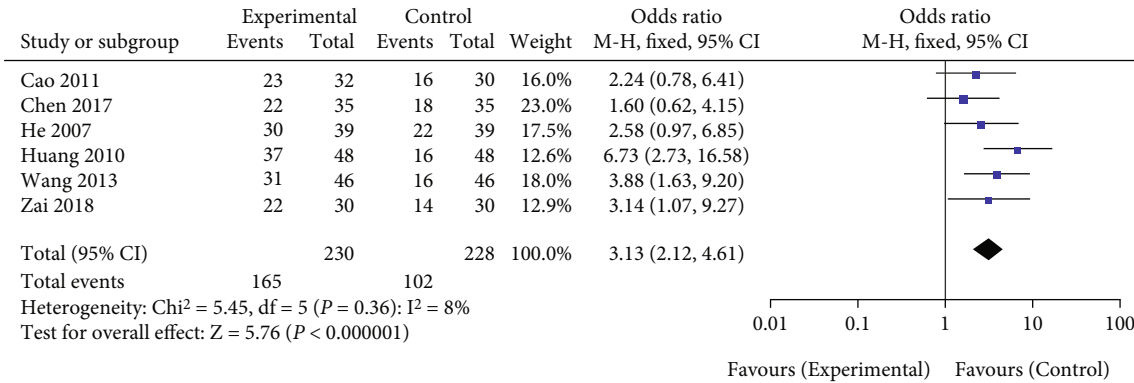 Experimental Control Odds ratio Odds ratio
Study or subgroup Events Total Events Total Weight M-H, fixed, 95% CI M-H, fixed, 95% CI
Cao 2011 23 32 16 30 16.0% 2.24 (0.78, 6.41)
Chen 2017 22 35 18 35 23.0% 1.60 (0.62, 4.15)
He 2007 30 39 22 39 17.5% 2.58 (0.97, 6.85)
Huang 2010 37 48 16 48 12.6% 6.73 (2.73, 16.58)
Wang 2013 31 46 16 46 18.0% 3.88 (1.63, 9.20)
Zai 2018 22 30 14 30 12.9% 3.14 (1.07, 9.27)
Total (95% CI) 230 228 100.0% 3.13 (2.12, 4.61)
Total events 165 102
Heterogeneity: Chi² = 5.45, df = 5 (P = 0.36): I² = 8%
Test for overall effect: Z = 5.76 (P < 0.000001)
0.01 0.1 1 10 100
Favours (Experimental) Favours (Control)